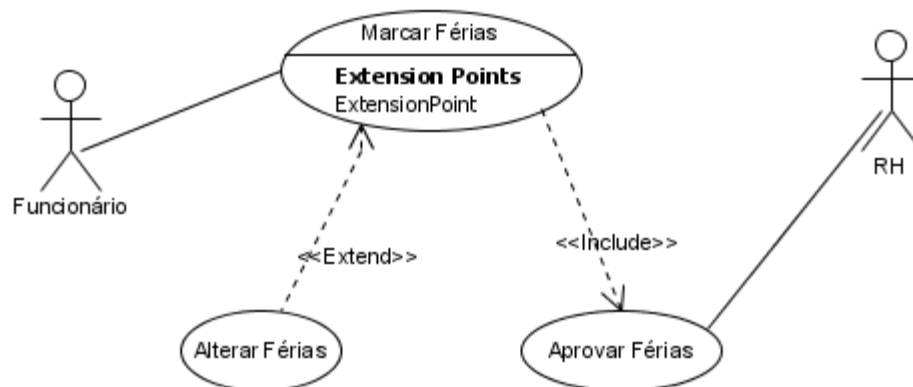 Marcar Férias
Extension Points
ExtensionPoint
Funcionário
RH
<<Extend>>
<<Include>>
Alterar Férias
Aprovar Férias